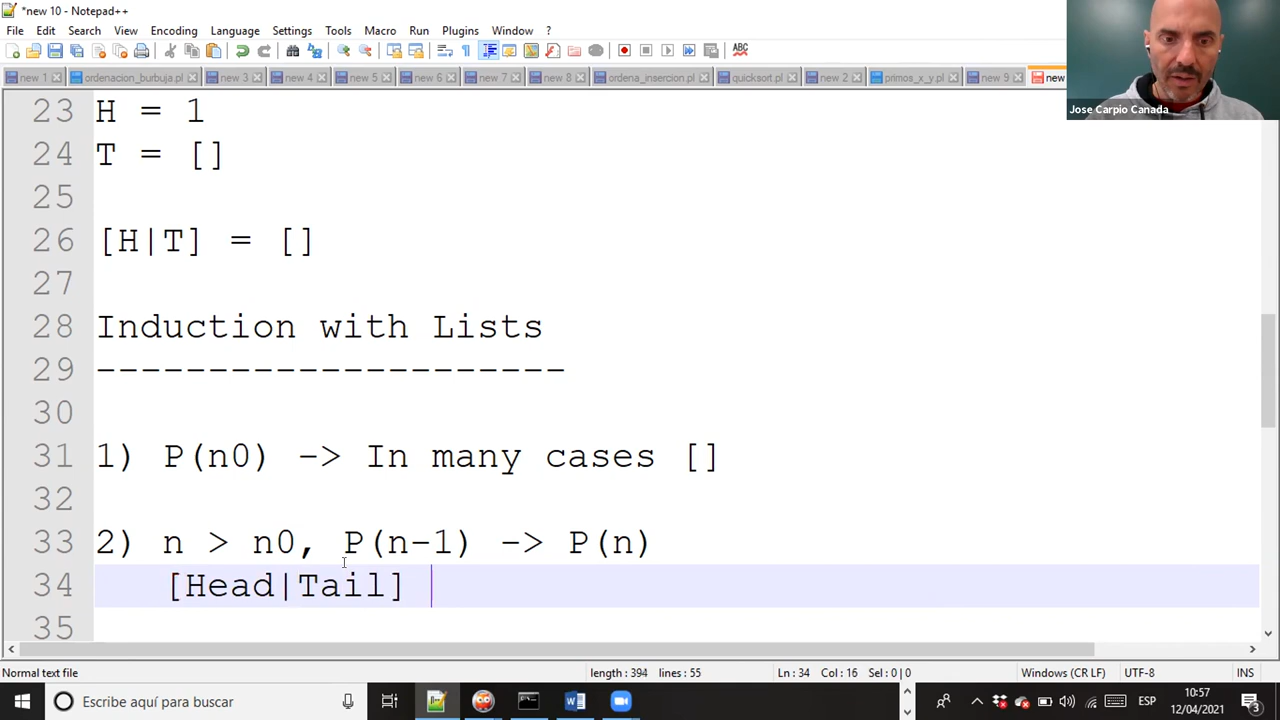 *new 10 - Notepad++
File Edit Search View Encoding Language Settings Tools Macro Run Plugins Window ?
new 1 ordenacion_burbuja.pl new 3 new 4 new 5 new 6 new 7 new 8 ordena_insercion.pl quicksort.pl new 2 primos_x_y.pl new 9 new
Jose Carpio Canada
23 H = 1
24 T = []
25
26 [H|T] = []
27
28 Induction with Lists
29 ---------------------
30
31 1) P(n0) -> In many cases []
32
33 2) n > n0, P(n-1) -> P(n)
34 [Head|Tail]
35
Normal text file length : 394 lines : 55 Ln : 34 Col : 16 Sel : 0 | 0 Windows (CR LF) UTF-8 INS
Escribe aquí para buscar ESP 10:57
12/04/2021 3